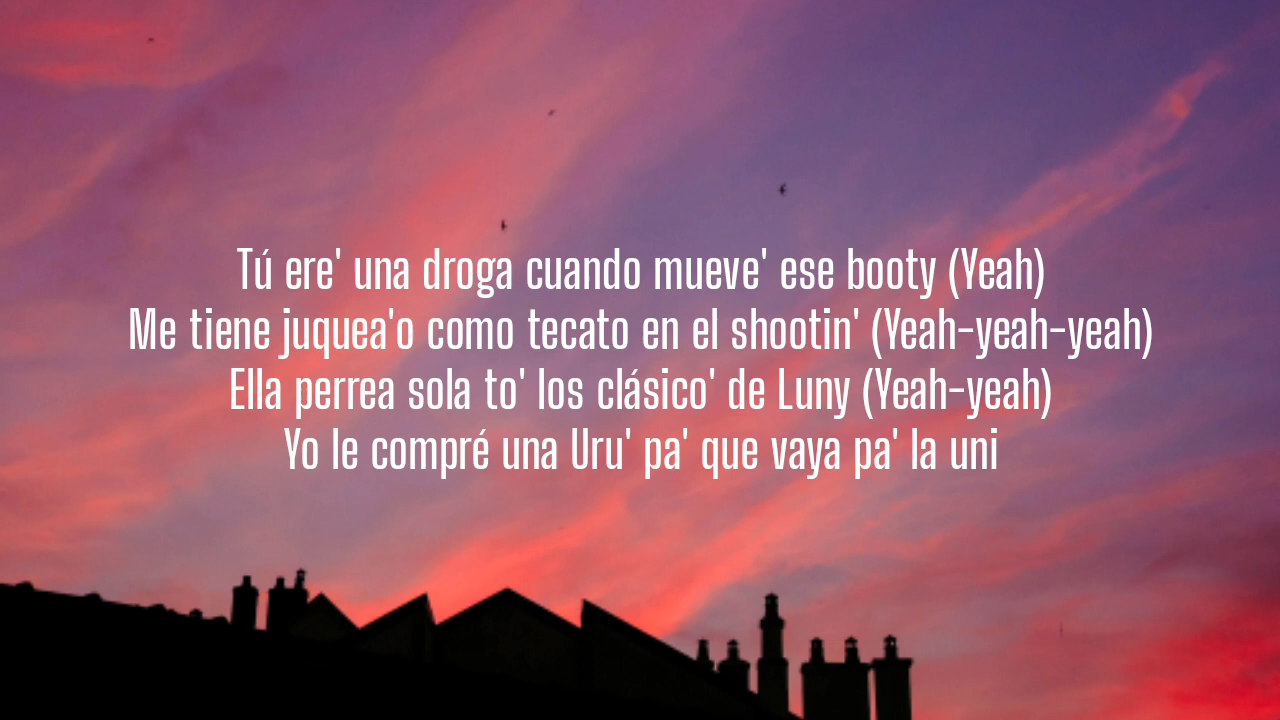 Tú ere' una droga cuando mueve' ese booty (Yeah)
Me tiene juquea'o como tecato en el shootin' (Yeah-yeah-yeah)
Ella perrea sola to' los clásico' de Luny (Yeah-yeah)
Yo le compré una Uru' pa' que vaya pa' la uni